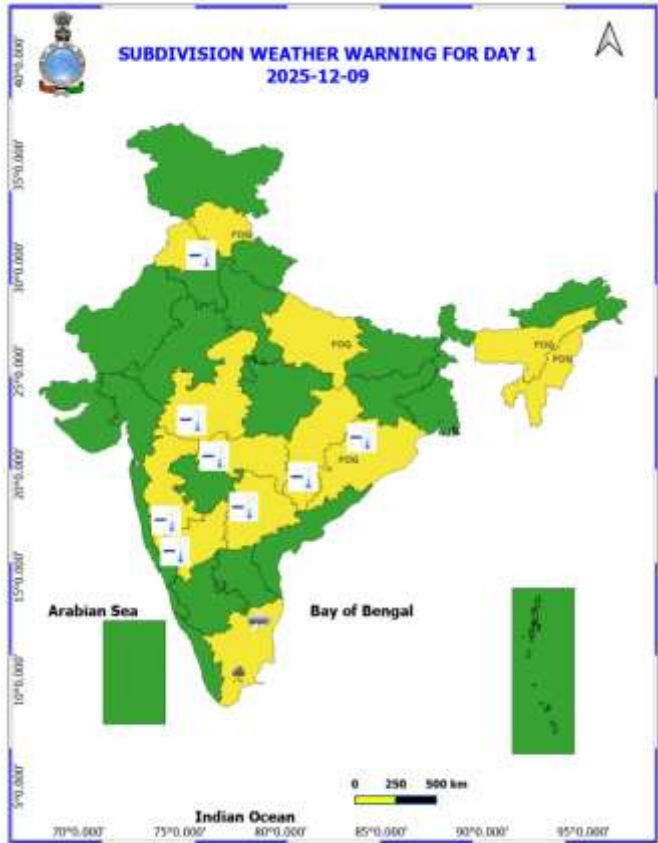 SUBDIVISION WEATHER WARNING FOR DAY 1
2025-12-09
40°0.000'
35°0.000'
30°0.000'
25°0.000'
20°0.000'
15°0.000'
10°0.000'
5°0.000'
FOG
FOG
FOG
FOG
FOG
Arabian Sea
Bay of Bengal
0 250 500 km
Indian Ocean
70°0.000' 75°0.000' 80°0.000' 85°0.000' 90°0.000' 95°0.000'